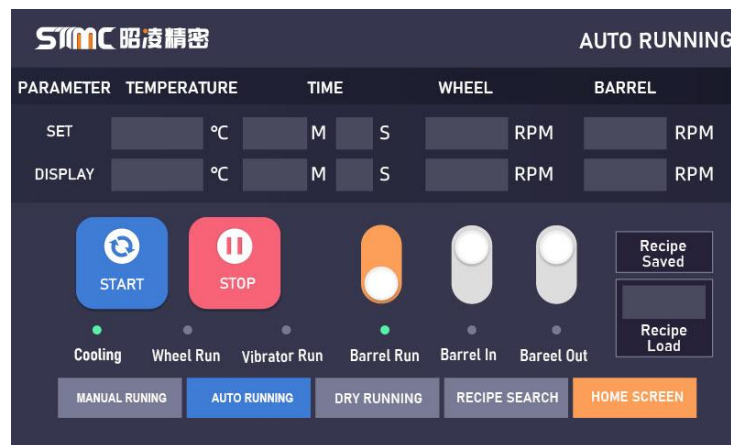 STMC 昭凌精密
AUTO RUNNING
PARAMETER TEMPERATURE TIME WHEEL BARREL
SET °C M S RPM RPM
DISPLAY °C M S RPM RPM
START STOP
Recipe
Saved
Recipe
Load
Cooling Wheel Run Vibrator Run Barrel Run Barrel In Bareel Out
MANUAL RUNING AUTO RUNNING DRY RUNNING RECIPE SEARCH HOME SCREEN